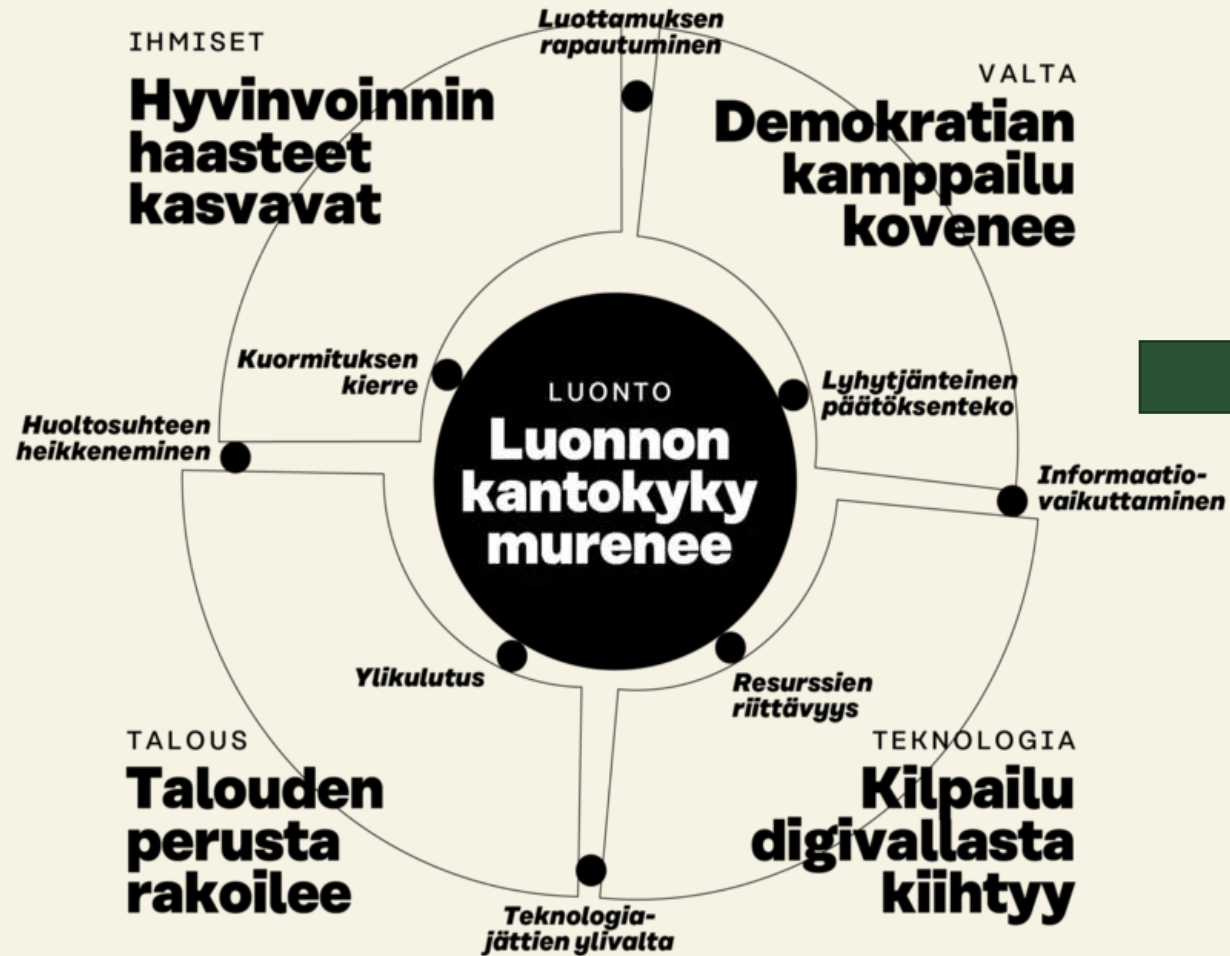 Luottamuksen
rapautuminen
IHMISET
Hyvinvoinnin
haasteet
kasvavat
VALTA
Demokratian
kamppailu
kovenee
Kuormituksen
kierre
Huoltosuhteen
heikkeneminen
LUONTO
Luonnon
kantokyky
murenee
Lyhytjänteinen
päätöksenteko
Informaatio-
vaikuttaminen
Ylikulutus
Resurssien
riittävyys
TALOUS
Talouden
perusta
rakoilee
TEKNOLOGIA
Kilpailu
digivallasta
kiihtyy
Teknologia-
jättien ylivalta